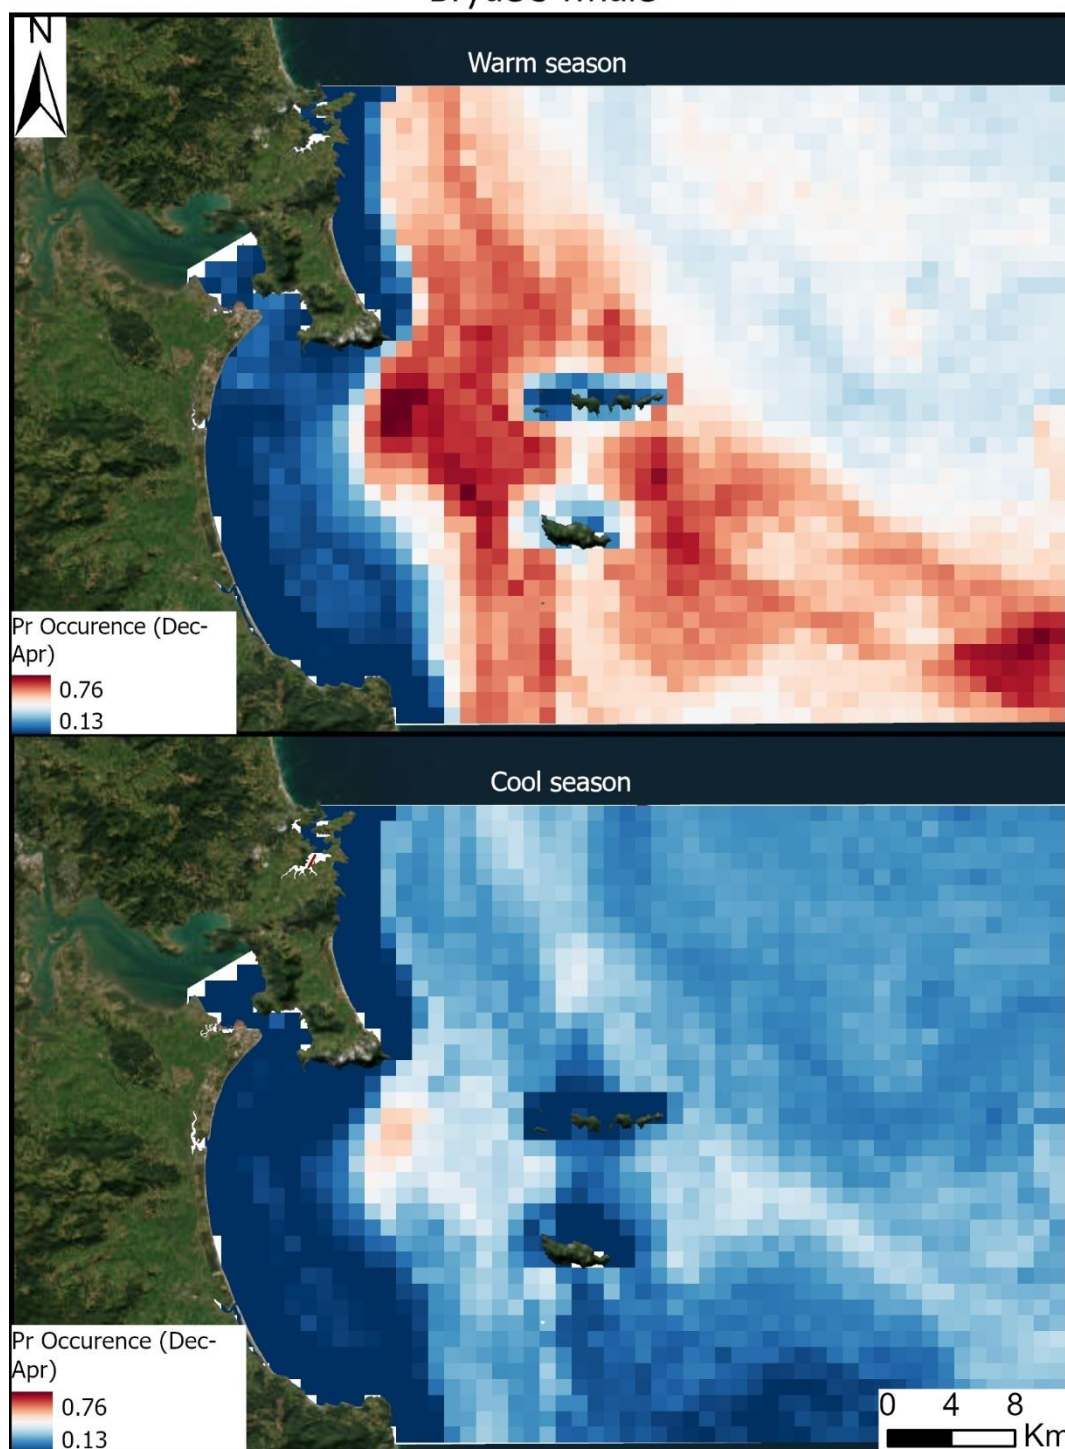 N
Warm season
Pr Occurence (Dec-
Apr)
0.76
0.13
Cool season
Pr Occurence (Dec-
Apr)
0.76
0.13
0 4 8
Km